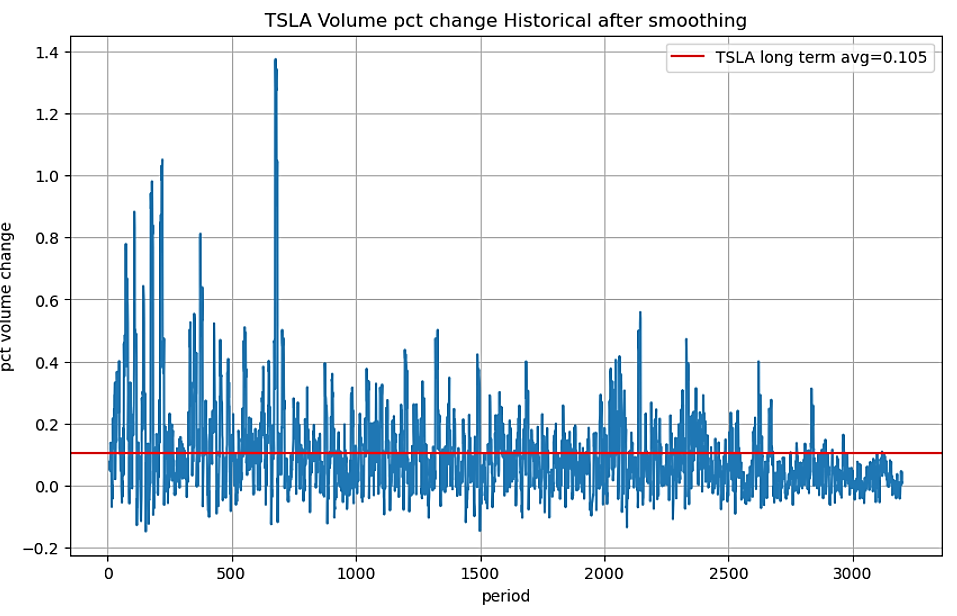 TSLA Volume pct change Historical after smoothing
TSLA long term avg=0.105
pct volume change
1.4
1.2
1.0
0.8
0.6
0.4
0.2
0.0
−0.2
0 500 1000 1500 2000 2500 3000
period